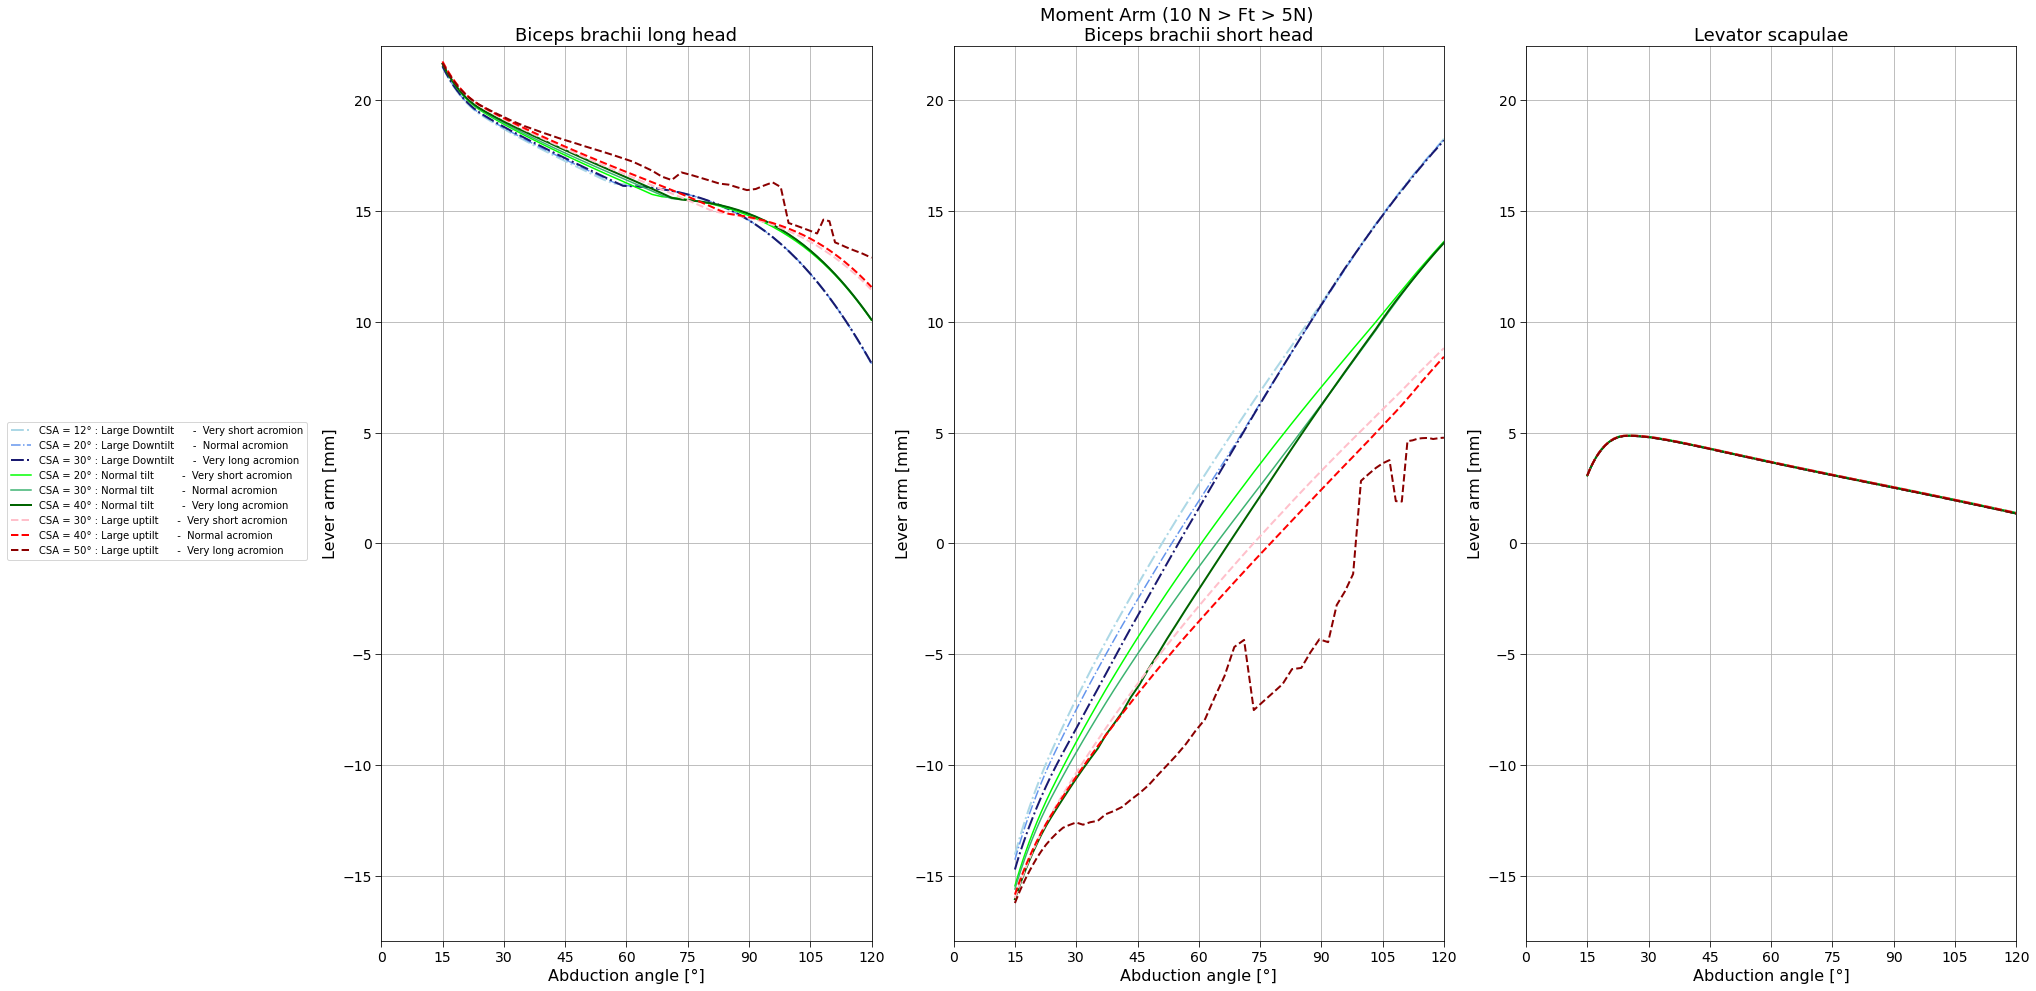 Moment Arm (10 N > Ft > 5N)
Biceps brachii long head
Biceps brachii short head
Levator scapulae
CSA = 12° : Large Downtilt - Very short acromion
CSA = 20° : Large Downtilt - Normal acromion
CSA = 30° : Large Downtilt - Very long acromion
CSA = 20° : Normal tilt - Very short acromion
CSA = 30° : Normal tilt - Normal acromion
CSA = 40° : Normal tilt - Very long acromion
CSA = 30° : Large uptilt - Very short acromion
CSA = 40° : Large uptilt - Normal acromion
CSA = 50° : Large uptilt - Very long acromion
Lever arm [mm]
20
15
10
5
0
−5
−10
−15
0 15 30 45 60 75 90 105 120
Abduction angle [°]
Lever arm [mm]
20
15
10
5
0
−5
−10
−15
0 15 30 45 60 75 90 105 120
Abduction angle [°]
Lever arm [mm]
20
15
10
5
0
−5
−10
−15
0 15 30 45 60 75 90 105 120
Abduction angle [°]